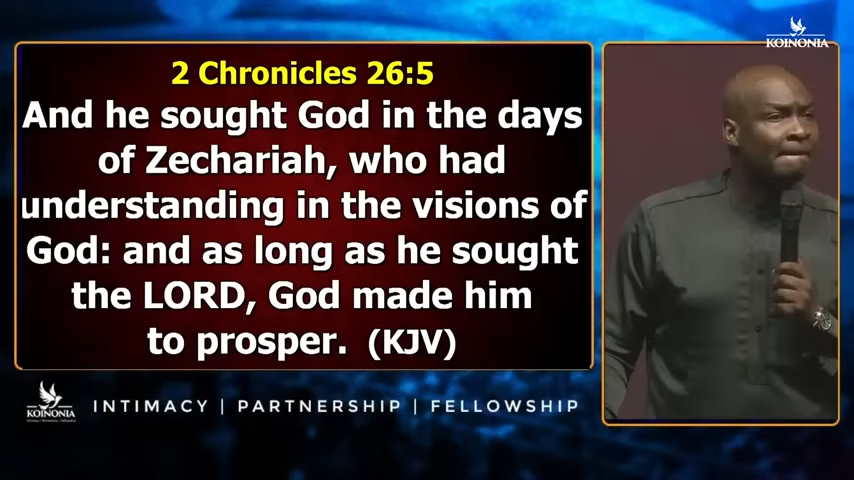 2 Chronicles 26:5
And he sought God in the days
of Zechariah, who had
understanding in the visions of
God: and as long as he sought
the LORD, God made him
to prosper. (KJV)
KOINONIA
KOINONIA
INTIMACY | PARTNERSHIP | FELLOWSHIP